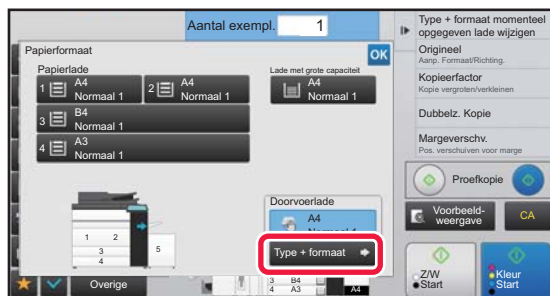 Aantal exempl. 1
Papierformaat
OK
Papierlade
Lade met grote capaciteit
1 A4
Normaal 1
2 A4
Normaal 1
A4
Normaal 1
3 B4
Normaal 1
4 A3
Normaal 1
1 2
3
4
5
Doorvoerlade
A4
Normaal 1
Type + formaat
Overige
3 B4
4 A3
A4
Type + formaat momenteel
opgegeven lade wijzigen
Origineel
Aanp. Formaat/Richting.
Kopieerfactor
Kopie vergroten/verkleinen
Dubbelz. Kopie
Margeverschv.
Pos. verschuiven voor marge
Proefkopie
Voorbeeld-
weergave
CA
Z/W
Start
Kleur
Start